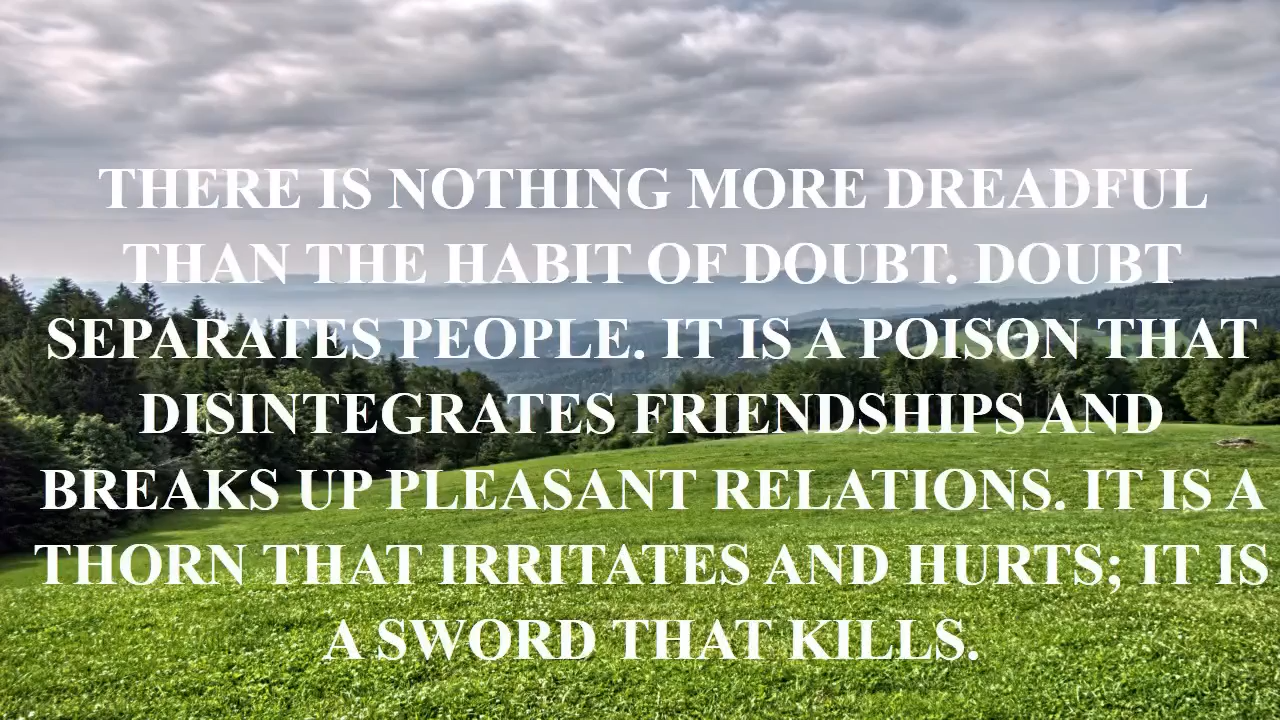 THERE IS NOTHING MORE DREADFUL
THAN THE HABIT OF DOUBT. DOUBT
SEPARATES PEOPLE. IT IS A POISON THAT
DISINTEGRATES FRIENDSHIPS AND
BREAKS UP PLEASANT RELATIONS. IT IS A
THORN THAT IRRITATES AND HURTS; IT IS
A SWORD THAT KILLS.